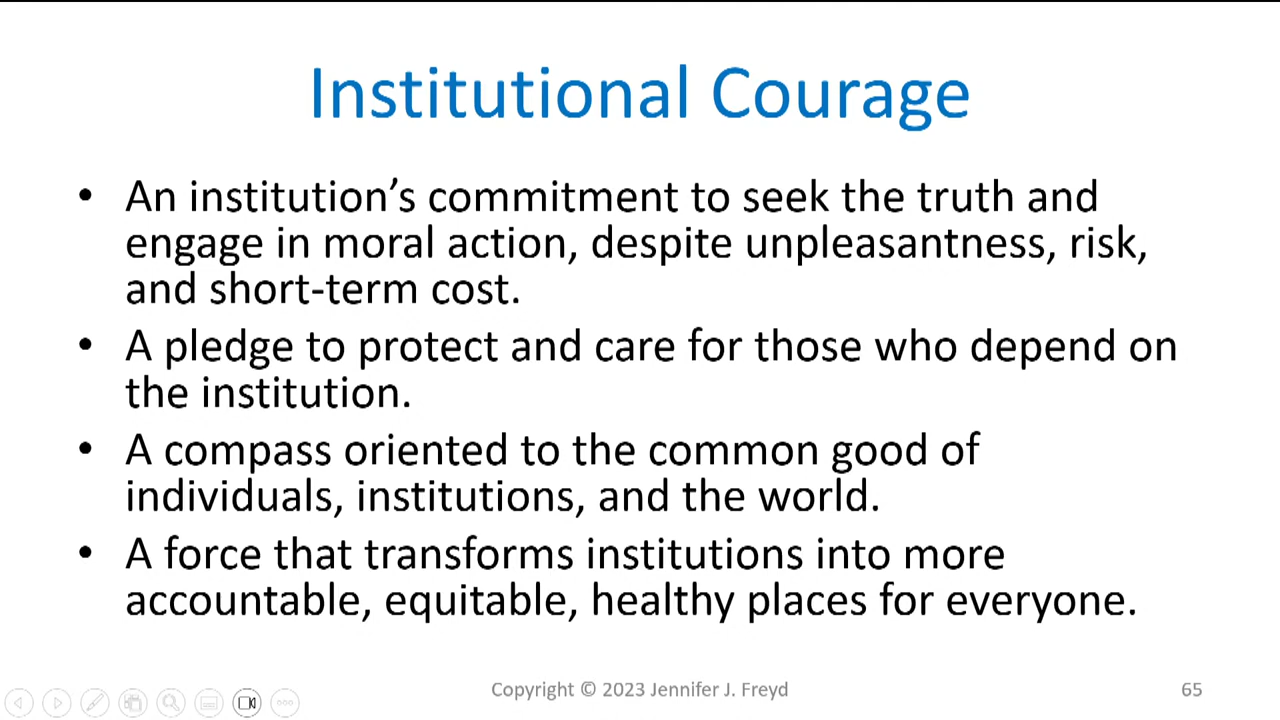 Institutional Courage
• An institution’s commitment to seek the truth and
engage in moral action, despite unpleasantness, risk,
and short-term cost.
• A pledge to protect and care for those who depend on
the institution.
• A compass oriented to the common good of
individuals, institutions, and the world.
• A force that transforms institutions into more
accountable, equitable, healthy places for everyone.
Copyright © 2023 Jennifer J. Freyd
65